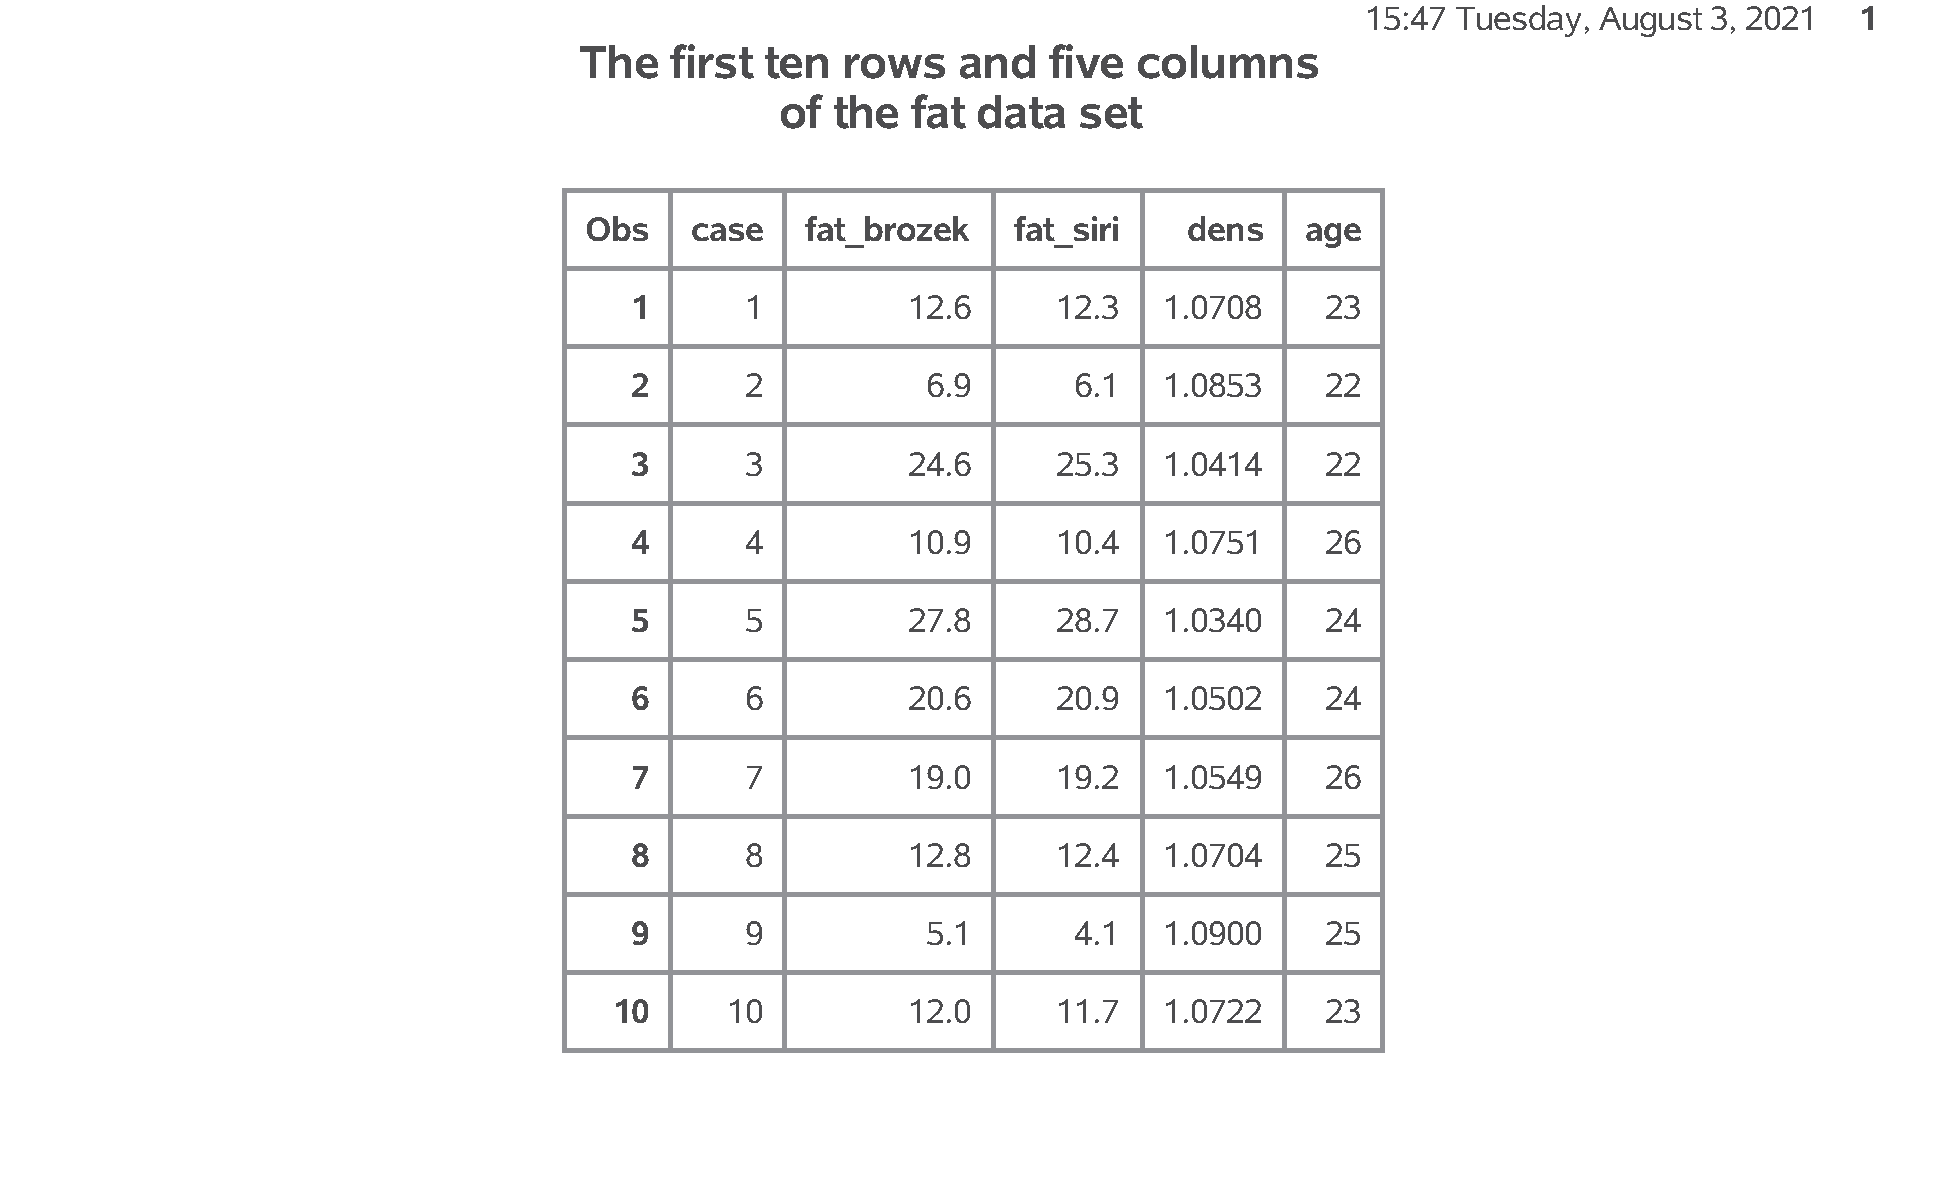 15:47 Tuesday, August 3, 2021 1
The first ten rows and five columns
of the fat data set
Obs case fat_brozek fat_siri dens age
1 1 12.6 12.3 1.0708 23
2 2 6.9 6.1 1.0853 22
3 3 24.6 25.3 1.0414 22
4 4 10.9 10.4 1.0751 26
5 5 27.8 28.7 1.0340 24
6 6 20.6 20.9 1.0502 24
7 7 19.0 19.2 1.0549 26
8 8 12.8 12.4 1.0704 25
9 9 5.1 4.1 1.0900 25
10 10 12.0 11.7 1.0722 23